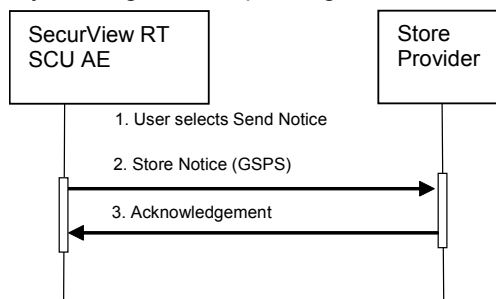 SecurView RT
SCU AE
Store
Provider
1. User selects Send Notice
2. Store Notice (GSPS)
3. Acknowledgement